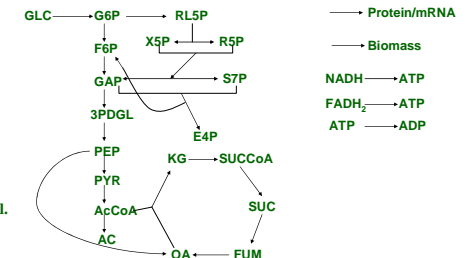 GLC G6P RL5P Protein/mRNA
X5P R5P
F6P Biomass
GAP S7P NADH ATP
FADH2 ATP
3PDGL ATP ADP
E4P
PEP KG SUCCoA
PYR
l. AcCoA SUC
AC
OA FUM